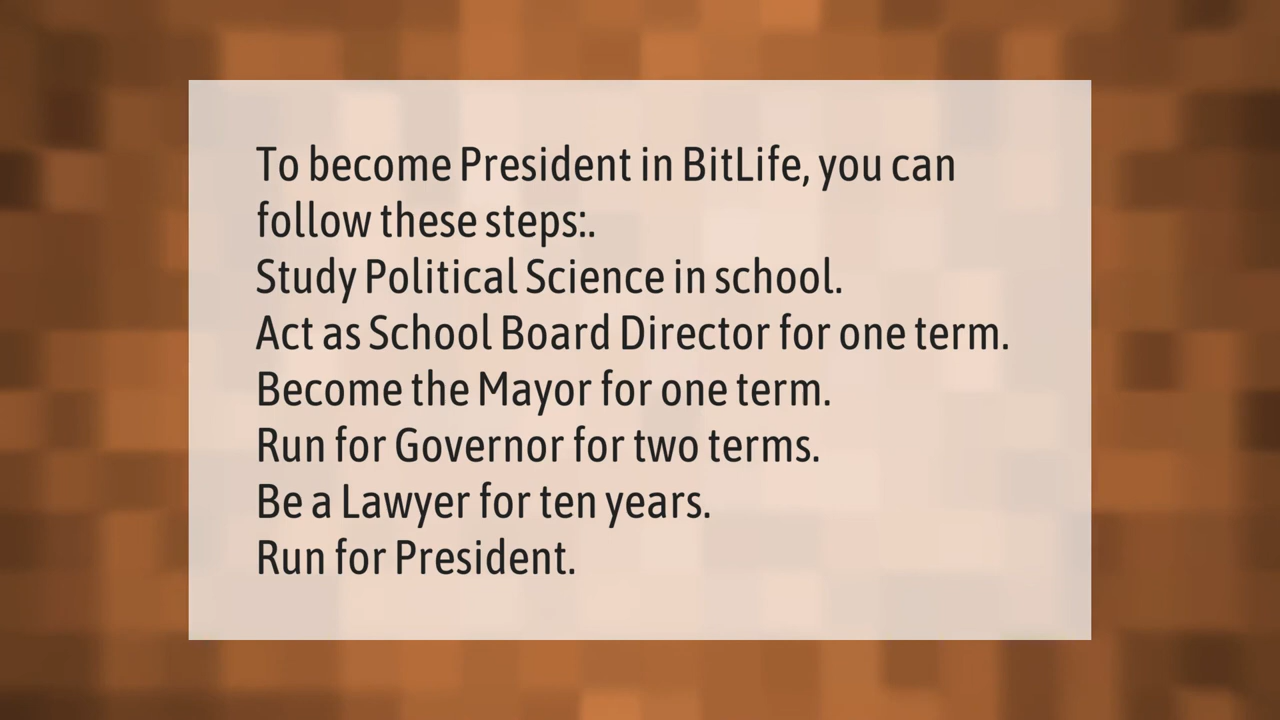 To become President in BitLife, you can
follow these steps:.
Study Political Science in school.
Act as School Board Director for one term.
Become the Mayor for one term.
Run for Governor for two terms.
Be a Lawyer for ten years.
Run for President.